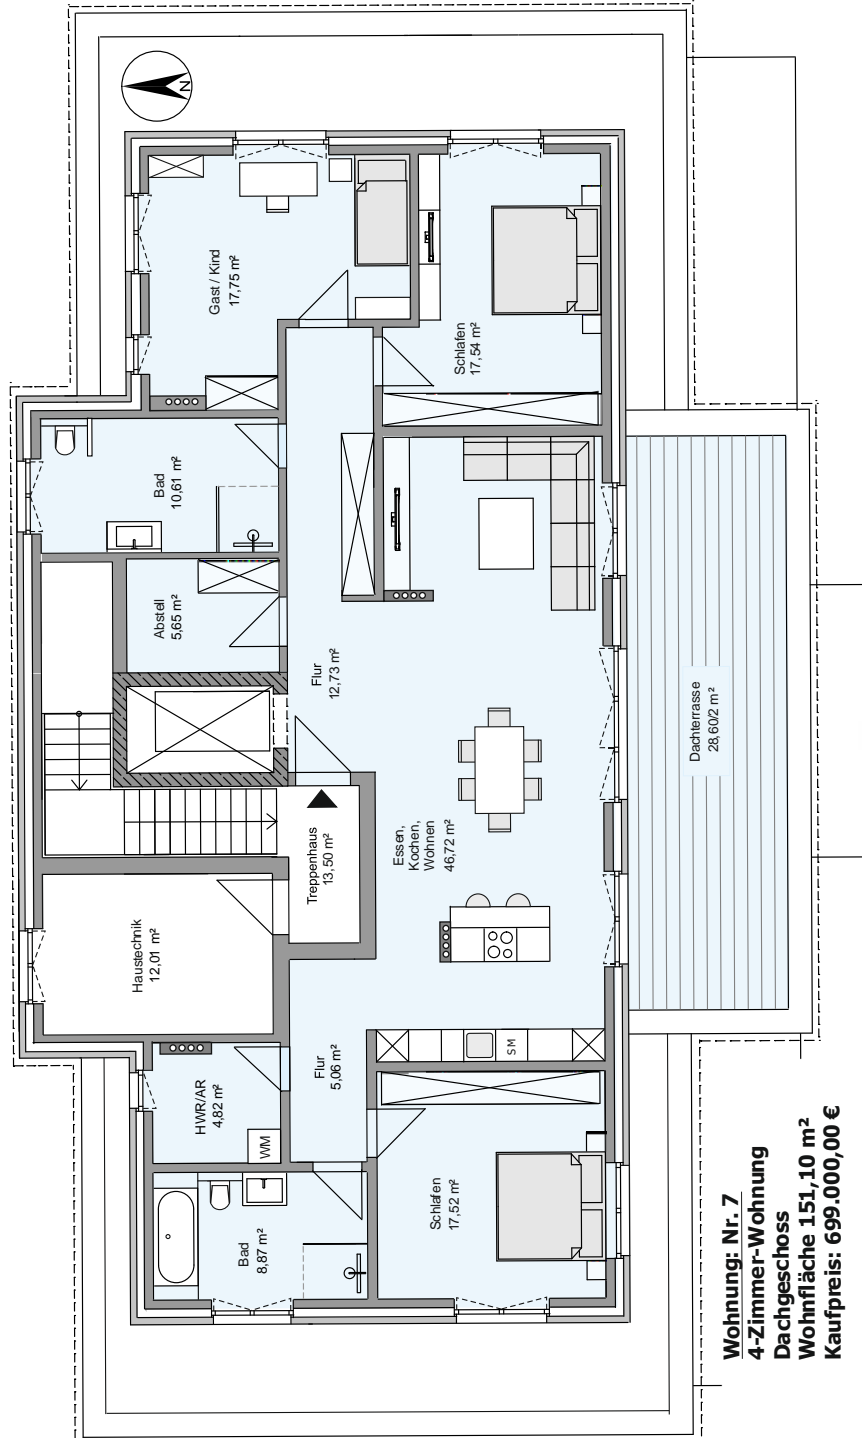 N
Gast / Kind
17,75 m²
Schlafen
17,54 m²
Bad
10,61 m²
Abstell
5,65 m²
Flur
12,73 m²
Dachterrasse
28,60/2 m²
Essen,
Kochen,
Wohnen
46,72 m²
Treppenhaus
13,50 m²
Haustechnik
12,01 m²
SM
Flur
5,06 m²
HWR/AR
4,82 m²
WM
Schlafen
17,52 m²
Bad
8,87 m²
Wohnung: Nr. 7
4-Zimmer-Wohnung
Dachgeschoss
Wohnfläche 151,10 m²
Kaufpreis: 699.000,00 €